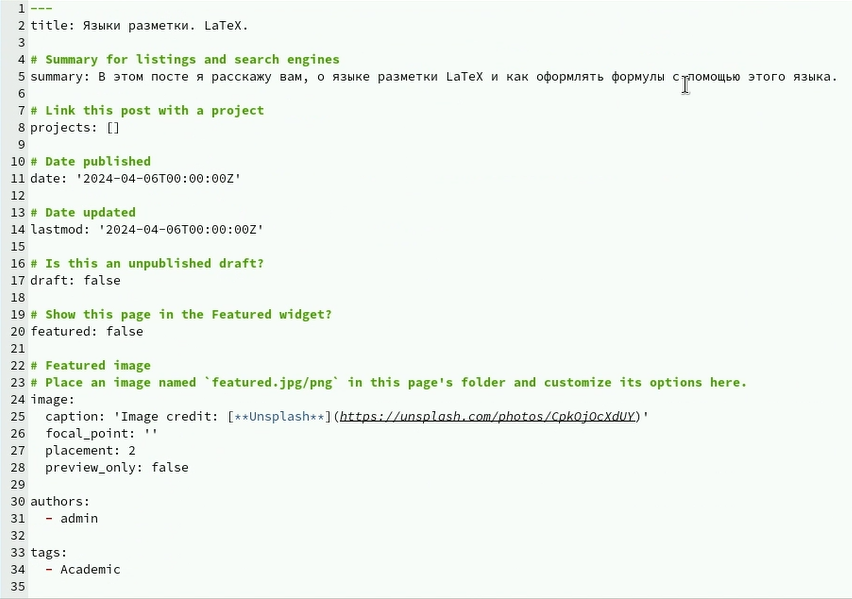 1 ---
2 title: Языки разметки. LaTeX.
3
4 # Summary for listings and search engines
5 summary: В этом посте я расскажу вам, о языке разметки LaTeX и как оформлять формулы с помощью этого языка.
6
7 # Link this post with a project
8 projects: []
9
10 # Date published
11 date: '2024-04-06T00:00:00Z'
12
13 # Date updated
14 lastmod: '2024-04-06T00:00:00Z'
15
16 # Is this an unpublished draft?
17 draft: false
18
19 # Show this page in the Featured widget?
20 featured: false
21
22 # Featured image
23 # Place an image named `featured.jpg/png` in this page's folder and customize its options here.
24 image:
25   caption: 'Image credit: [**Unsplash**](https://unsplash.com/photos/CpkOjOcXdUY)'
26   focal_point: ''
27   placement: 2
28   preview_only: false
29
30 authors:
31   - admin
32
33 tags:
34   - Academic
35